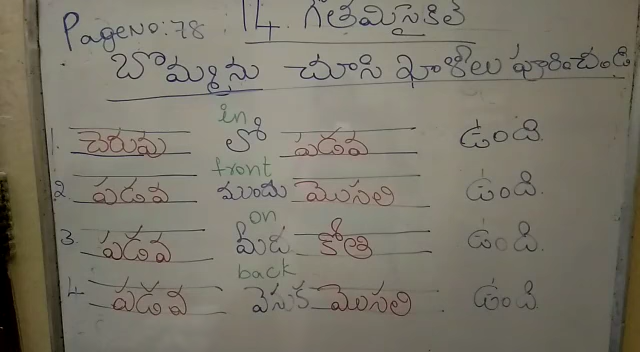 Page No: 78 14. గీతమిసైకిలే
బొమ్మను చూసి ఖాళీలు పూరించండి
in
1. చెరువు లో పడవ ఉంది.
front
2. పడవ ముందు మొసలి ఉంది.
on
3. పడవ మీద కోతి ఉంది.
back
4. పడవ వెనుక మొసలి ఉంది